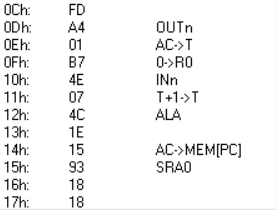 0Ch: FD
0Dh: A4 OUTn
0Eh: 01 AC->T
0Fh: B7 0->R0
10h: 4E INn
11h: 07 T+1->T
12h: 4C ALA
13h: 1E
14h: 15 AC->MEM[PC]
15h: 93 SRA0
16h: 18
17h: 18